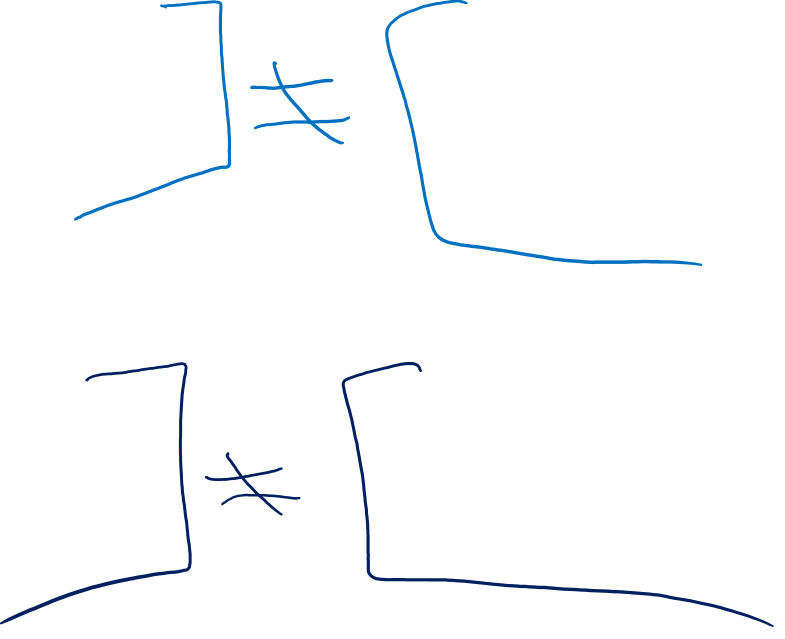 ] ≠ [
] ≠ [